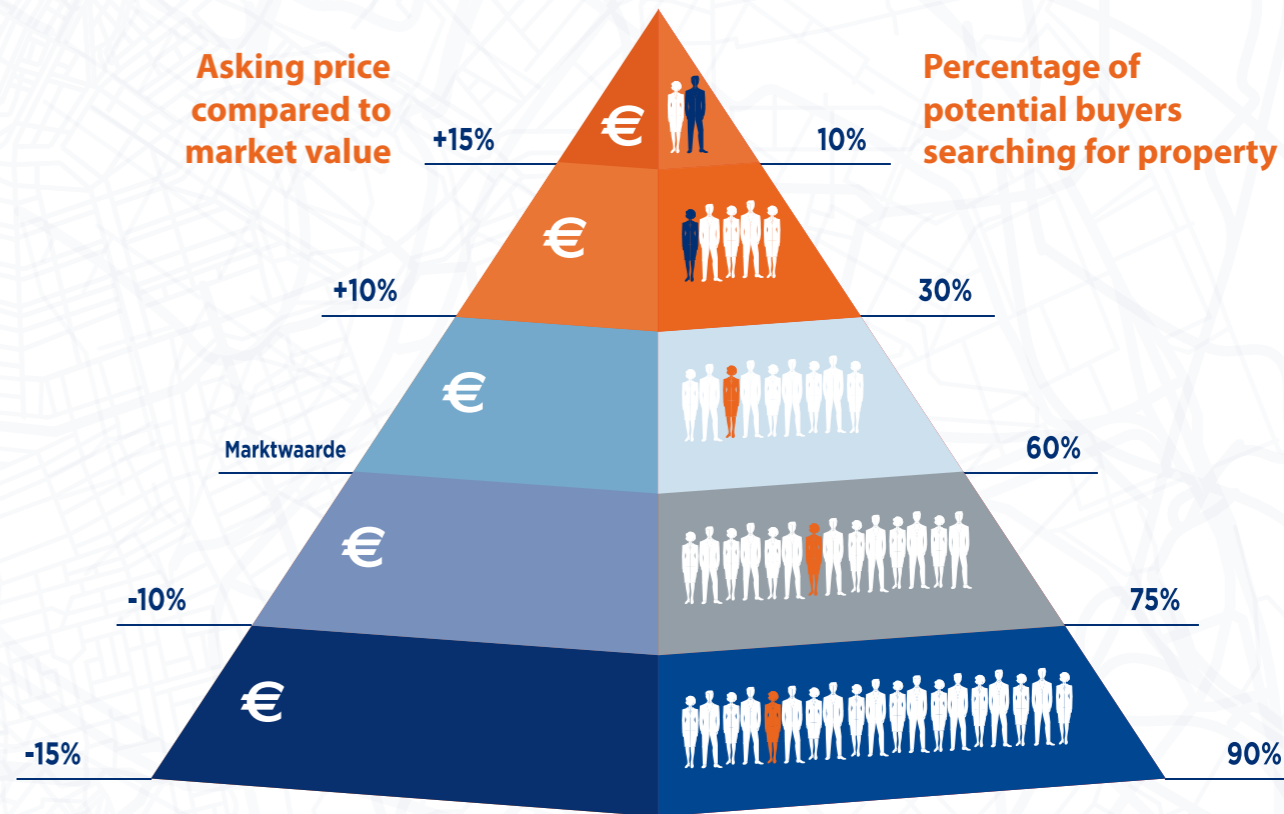 Asking price
compared to
market value
Percentage of
potential buyers
searching for property
+15%
€
10%
+10%
€
30%
Marktwaarde
€
60%
-10%
€
75%
-15%
€
90%